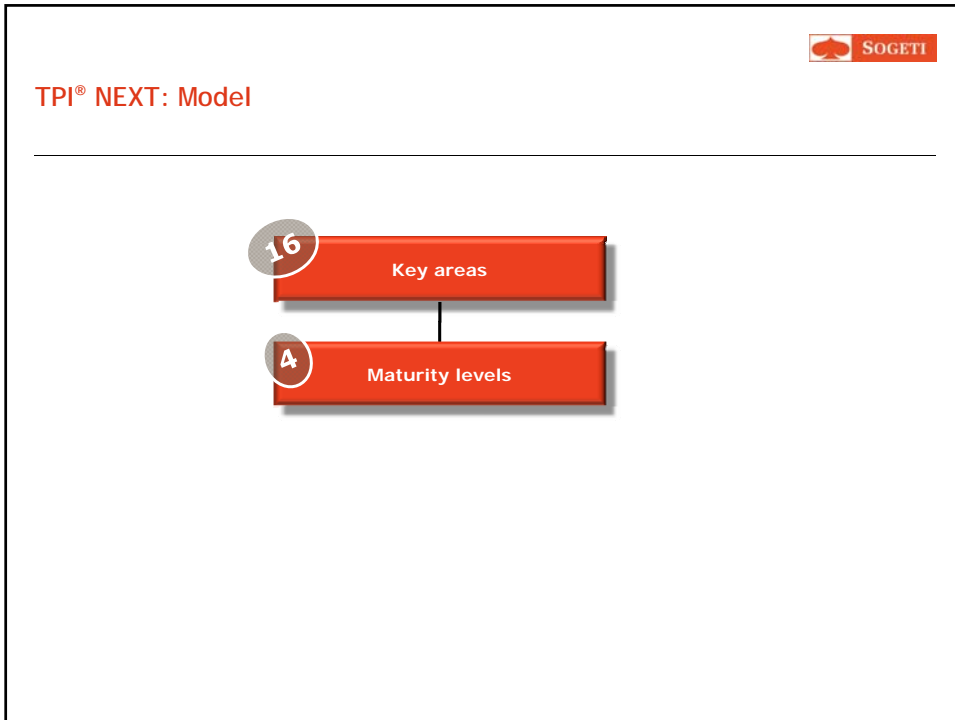 SOGETI
TPI® NEXT: Model
16
Key areas
4
Maturity levels